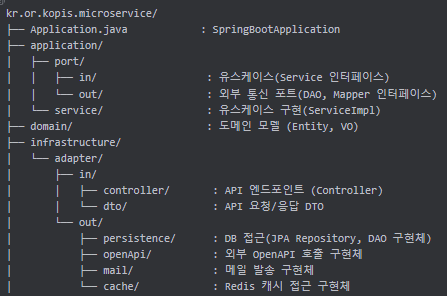 kr.or.kopis.microservice/
├── Application.java : SpringBootApplication
├── application/
│   ├── port/
│   │   ├── in/ : 유스케이스(Service 인터페이스)
│   │   └── out/ : 외부 통신 포트(DAO, Mapper 인터페이스)
│   └── service/ : 유스케이스 구현(ServiceImpl)
├── domain/ : 도메인 모델 (Entity, VO)
├── infrastructure/
│   └── adapter/
│       ├── in/
│       │   ├── controller/ : API 엔드포인트 (Controller)
│       │   └── dto/ : API 요청/응답 DTO
│       └── out/
│           ├── persistence/ : DB 접근(JPA Repository, DAO 구현체)
│           ├── openApi/ : 외부 OpenAPI 호출 구현체
│           ├── mail/ : 메일 발송 구현체
│           └── cache/ : Redis 캐시 접근 구현체